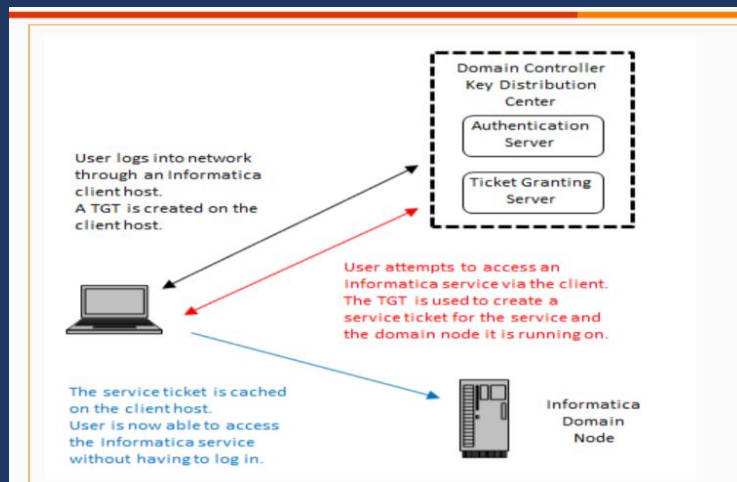 Domain Controller
Key Distribution
Center
Authentication
Server
Ticket Granting
Server
User logs into network
through an Informatica
client host.
A TGT is created on the
client host.
User attempts to access an
Informatica service via the client.
The TGT is used to create a
service ticket for the service and
the domain node it is running on.
The service ticket is cached
on the client host.
User is now able to access
the Informatica service
without having to log in.
Informatica
Domain
Node